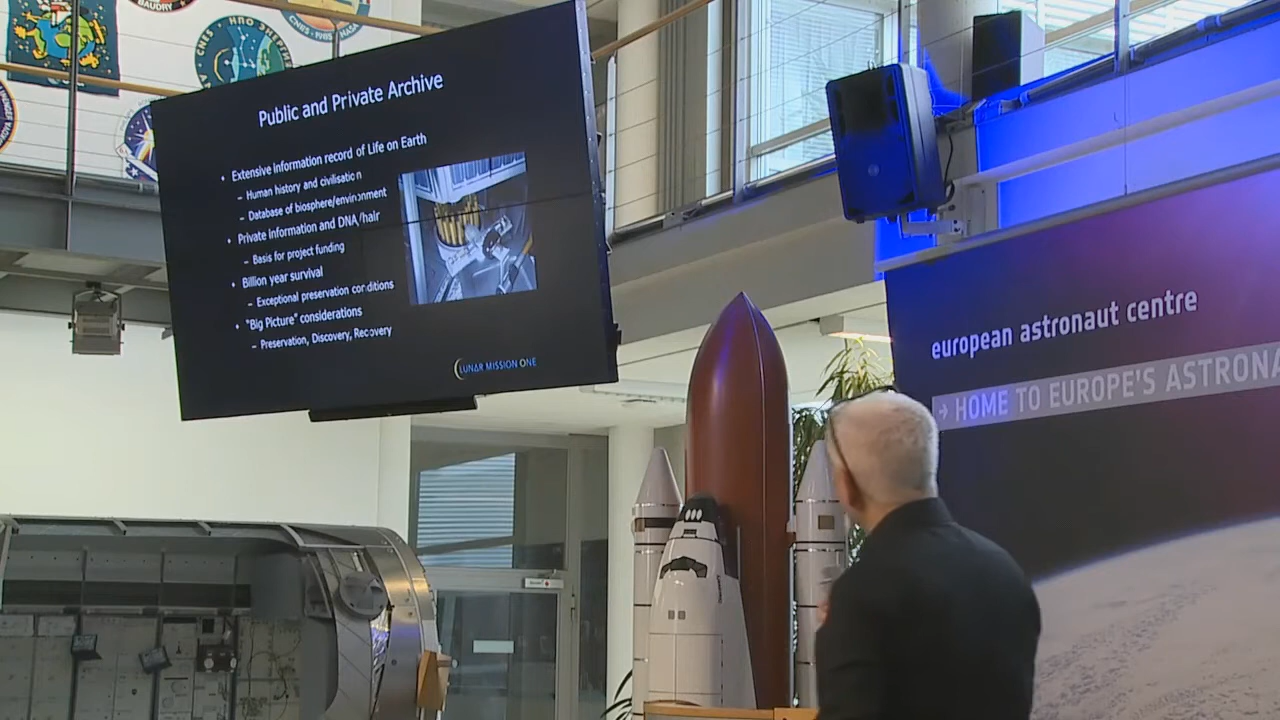 BAUDRY
CNES
Public and Private Archive
• Extensive information record of Life on Earth
– Human history and civilisation
– Database of biosphere/environment
• Private information and DNA/hair
– Basis for project funding
• Billion year survival
– Exceptional preservation conditions
• "Big Picture" considerations
– Preservation, Discovery, Recovery
LUNAR MISSION ONE
european astronaut centre
→ HOME TO EUROPE'S ASTRONA